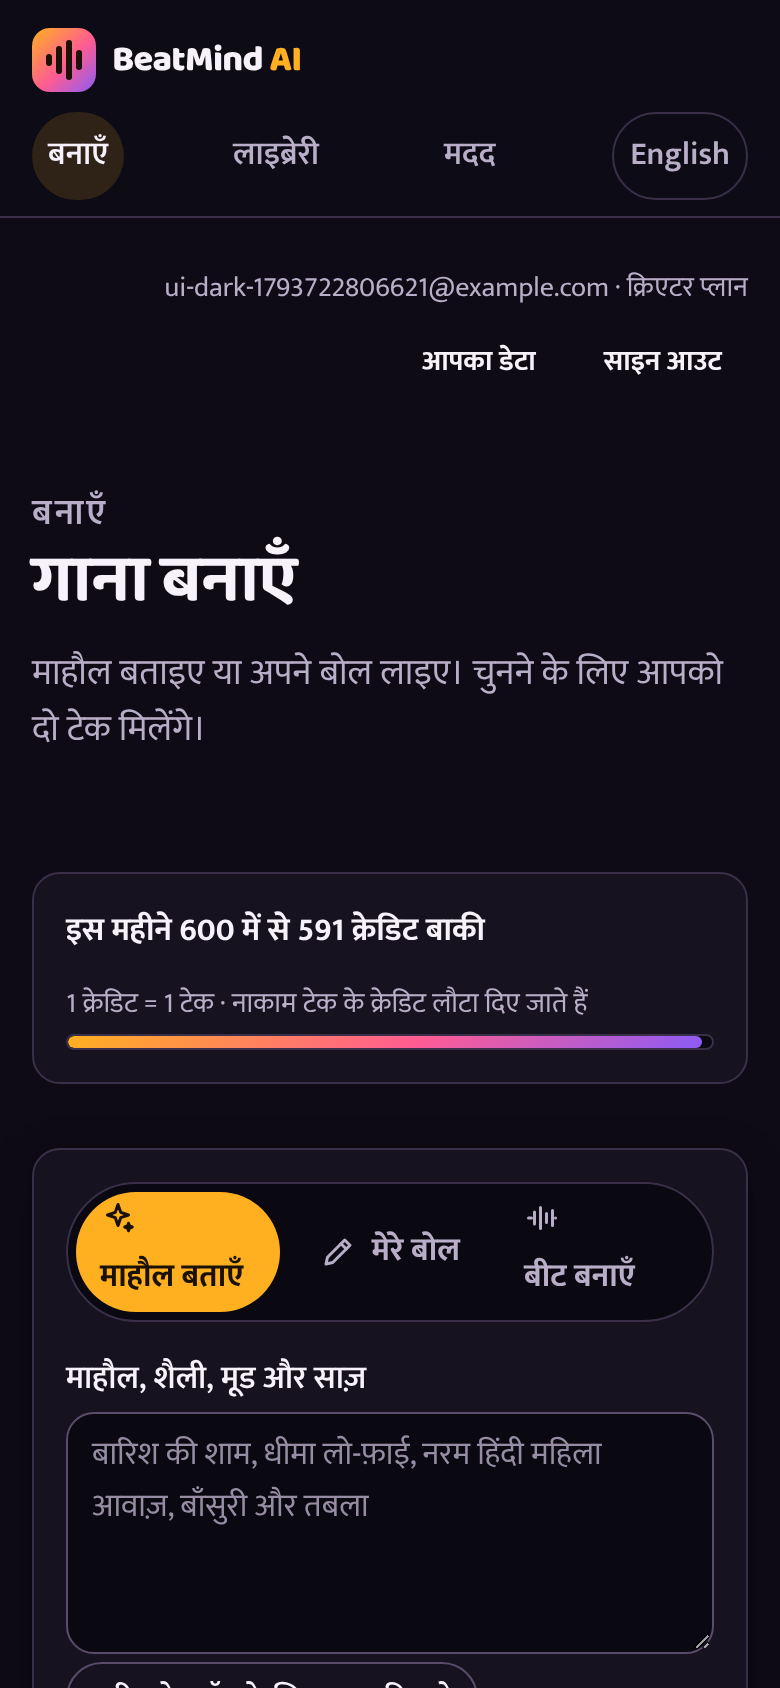 BeatMind AI
बनाएँ
लाइब्रेरी
मदद
English
ui-dark-1793722806621@example.com · क्रिएटर प्लान
आपका डेटा
साइन आउट
बनाएँ
गाना बनाएँ
माहौल बताइए या अपने बोल लाइए। चुनने के लिए आपको
दो टेक मिलेंगे।
इस महीने 600 में से 591 क्रेडिट बाकी
1 क्रेडिट = 1 टेक · नाकाम टेक के क्रेडिट लौटा दिए जाते हैं
माहौल बताएँ
मेरे बोल
बीट बनाएँ
माहौल, शैली, मूड और साज़
बारिश की शाम, धीमा लो-फ़ाई, नरम हिंदी महिला
आवाज़, बाँसुरी और तबला